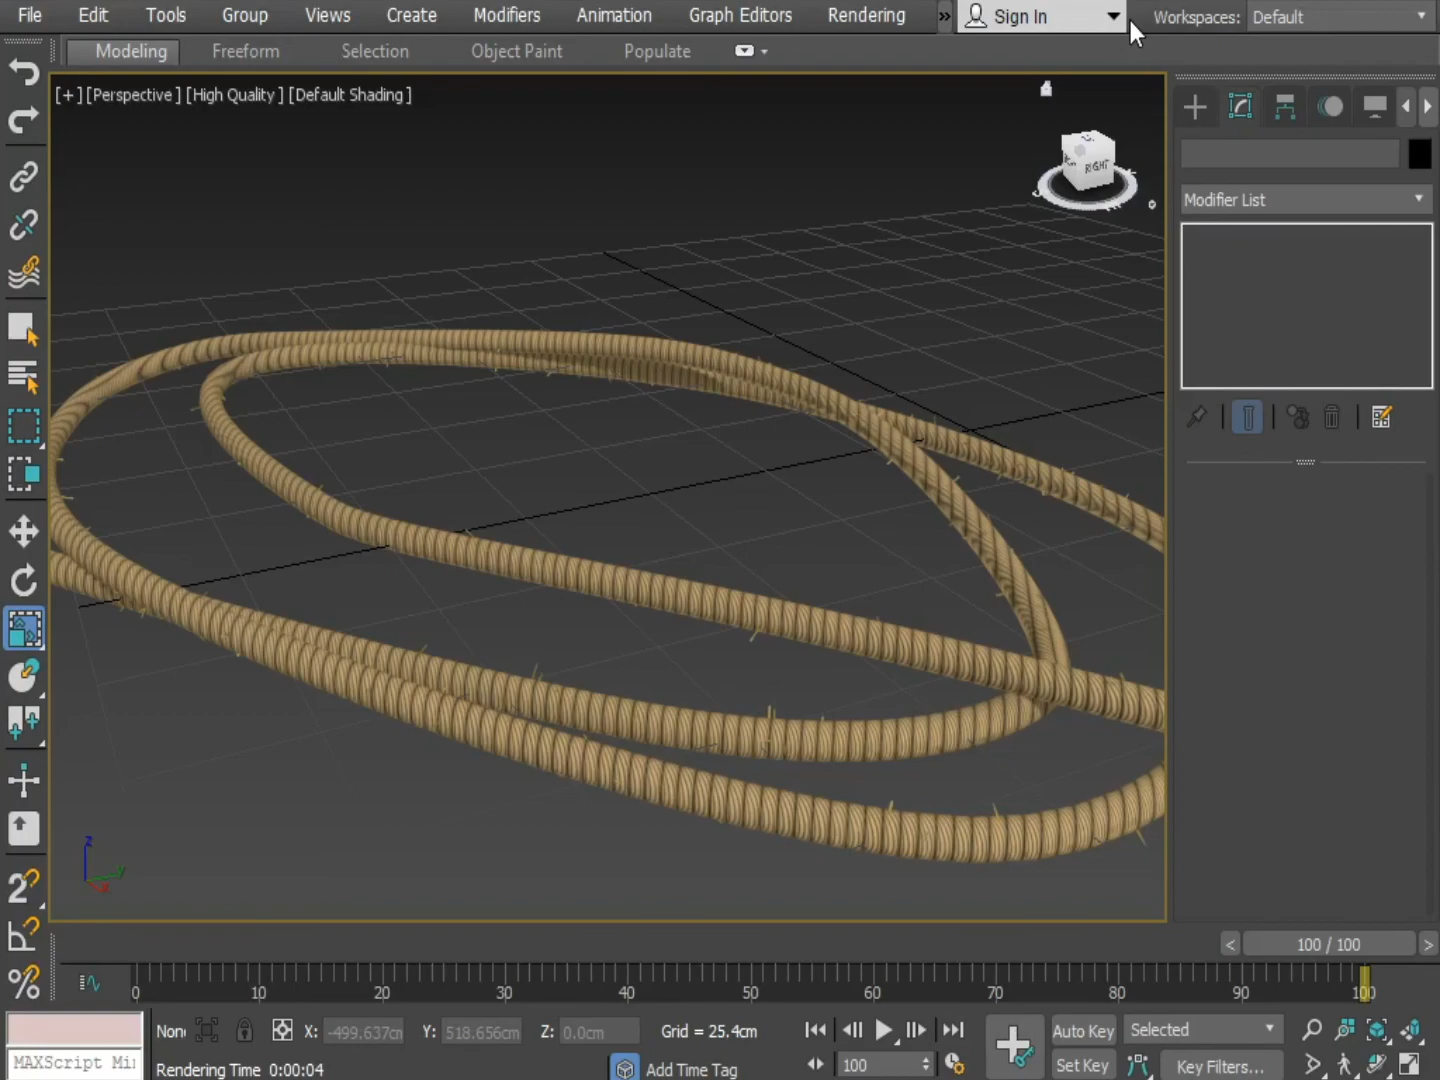 File Edit Tools Group Views Create Modifiers Animation Graph Editors Rendering » Sign In Workspaces: Default
Modeling Freeform Selection Object Paint Populate
[+] [Perspective] [High Quality] [Default Shading]
RIGHT
Modifier List
z
y
x
2
%
< 100 / 100 >
0 10 20 30 40 50 60 70 80 90 100
None X: -499.637cm Y: 518.656cm Z: 0.0cm Grid = 25.4cm Auto Key Selected
MAXScript Mi Rendering Time 0:00:04 Add Time Tag 100 Set Key Key Filters...